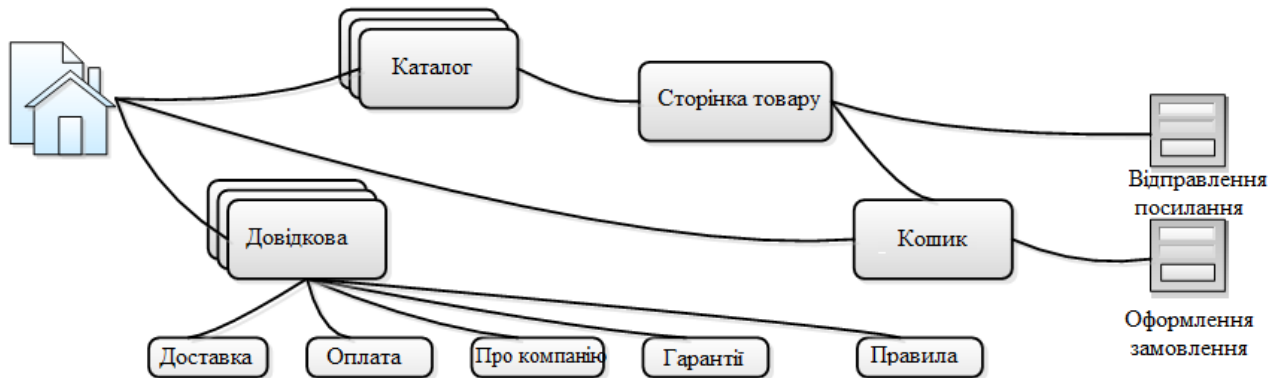 Каталог
Сторінка товару
Відправлення
посилання
Довідкова
Кошик
Оформлення
замовлення
Доставка
Оплата
Про компанію
Гарантії
Правила